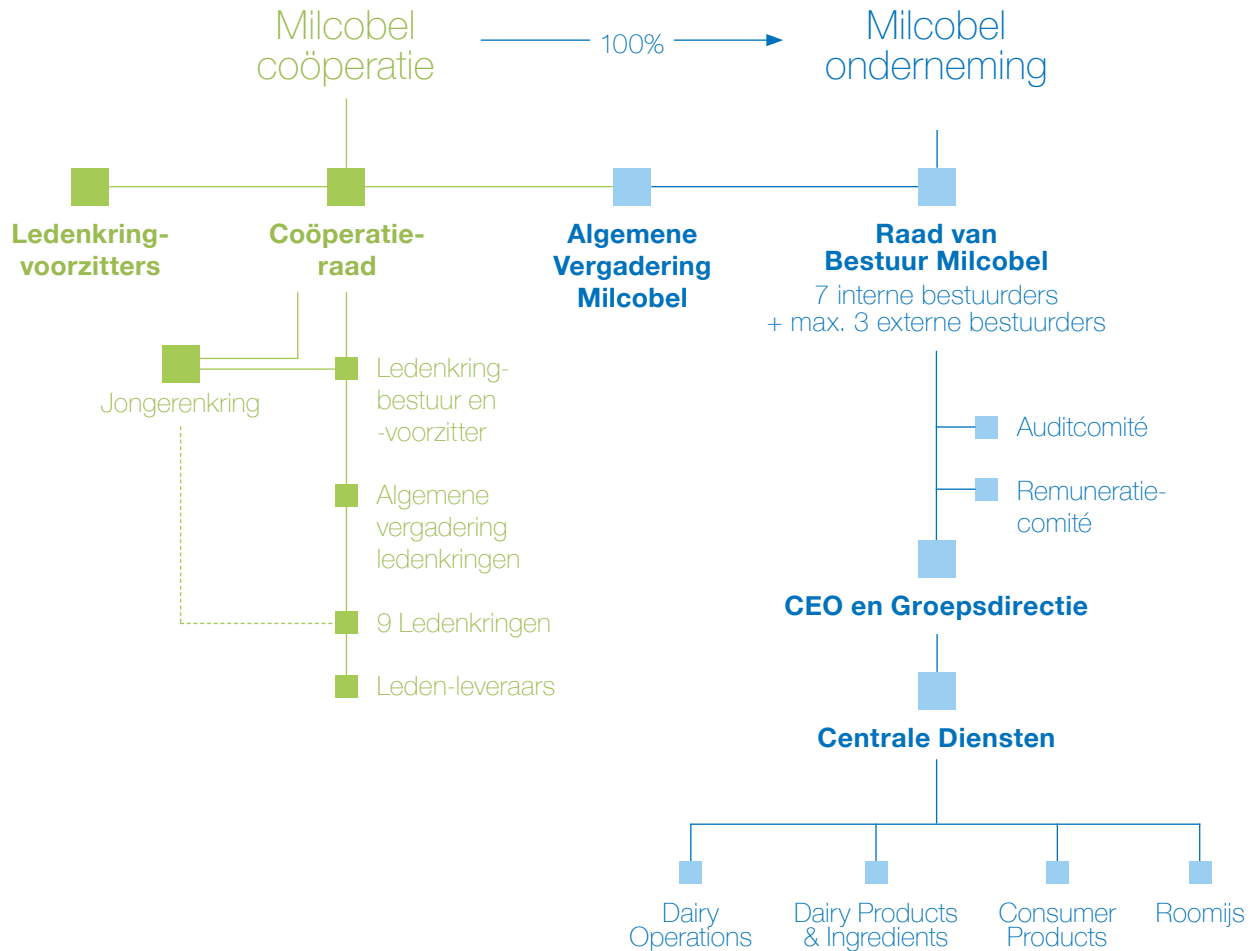 Milcobel
coöperatie
100%
Milcobel
onderneming
Ledenkring-
voorzitters
Coöperatie-
raad
Algemene
Vergadering
Milcobel
Raad van
Bestuur Milcobel
7 interne bestuurders
+ max. 3 externe bestuurders
Jongerenkring
Ledenkring-
bestuur en
-voorzitter
Algemene
vergadering
ledenkringen
9 Ledenkringen
Leden-leveraars
Auditcomité
Remuneratie-
comité
CEO en Groepsdirectie
Centrale Diensten
Dairy
Operations
Dairy Products
& Ingredients
Consumer
Products
Roomijs